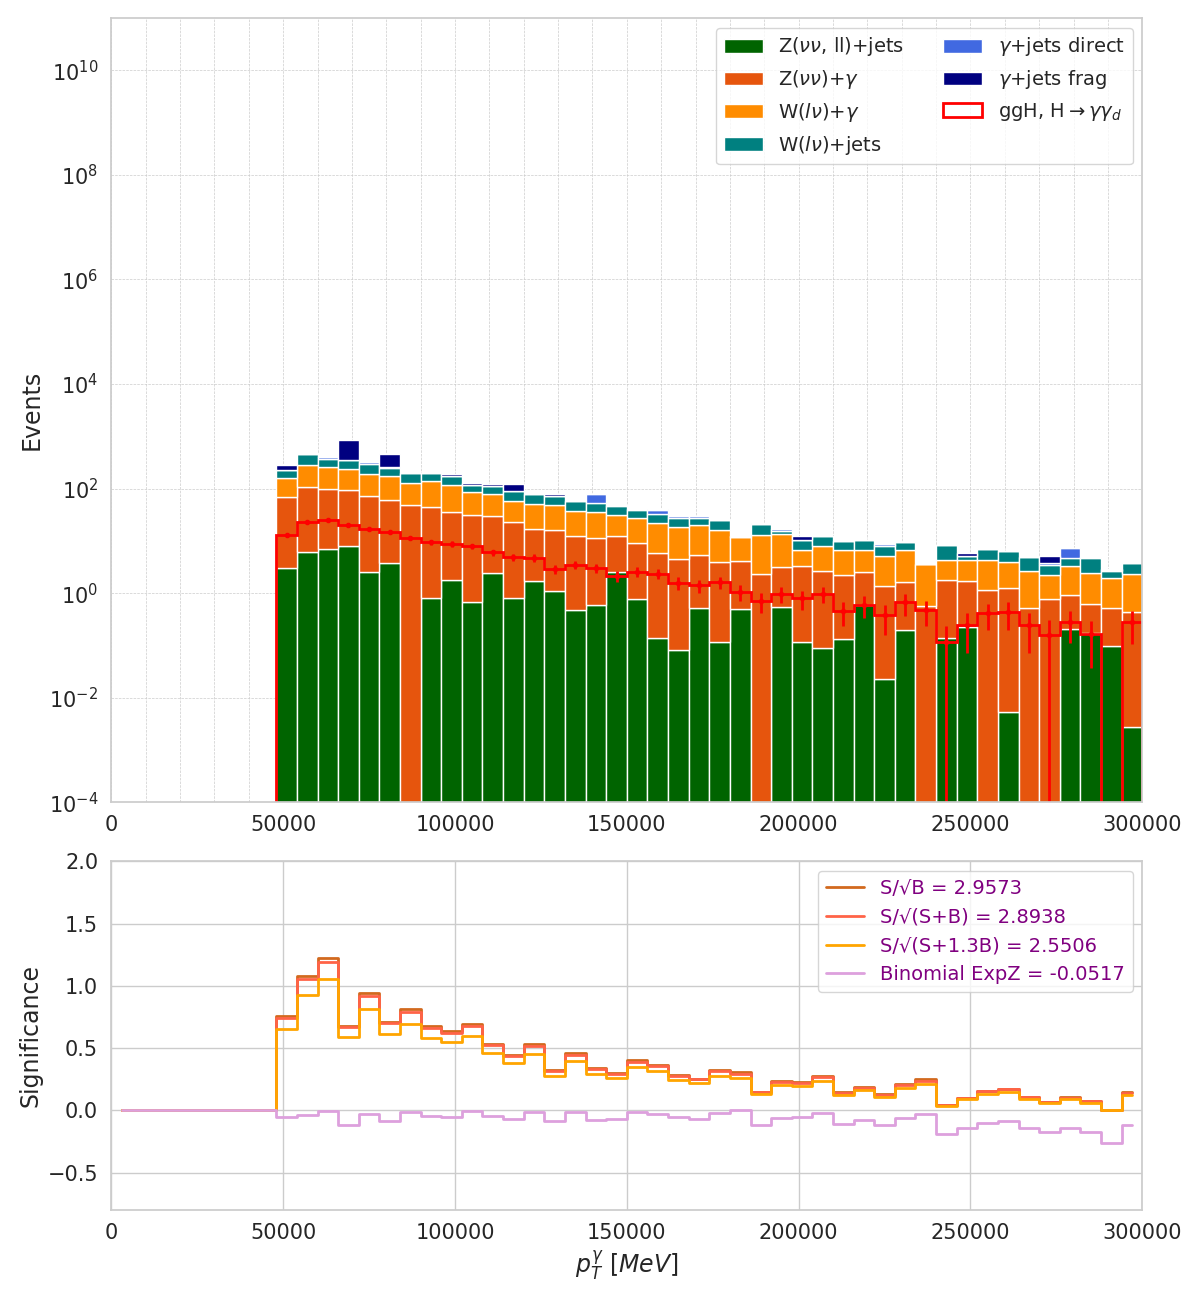 Z(νν, ll)+jets
Z(νν)+γ
W(lν)+γ
W(lν)+jets
γ+jets direct
γ+jets frag
ggH, H→γγ_d
Events
10^10
10^8
10^6
10^4
10^2
10^0
10^−2
10^−4
0 50000 100000 150000 200000 250000 300000
S/√B = 2.9573
S/√(S+B) = 2.8938
S/√(S+1.3B) = 2.5506
Binomial ExpZ = -0.0517
Significance
2.0
1.5
1.0
0.5
0.0
−0.5
0 50000 100000 150000 200000 250000 300000
p_T^γ [MeV]